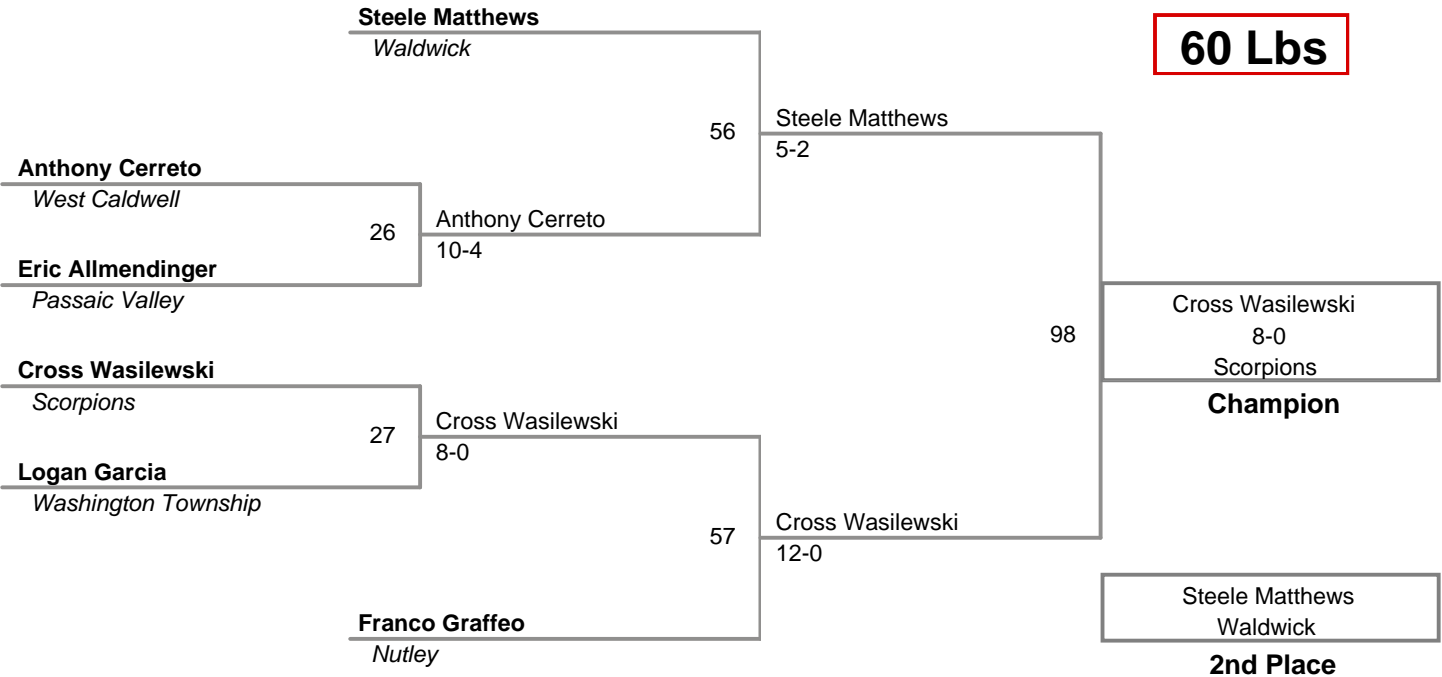 Steele Matthews
Waldwick
60 Lbs
56
Steele Matthews
5-2
Anthony Cerreto
West Caldwell
26
Anthony Cerreto
10-4
Eric Allmendinger
Passaic Valley
98
Cross Wasilewski
8-0
Scorpions
Champion
Cross Wasilewski
Scorpions
27
Cross Wasilewski
8-0
Logan Garcia
Washington Township
57
Cross Wasilewski
12-0
Franco Graffeo
Nutley
Steele Matthews
Waldwick
2nd Place